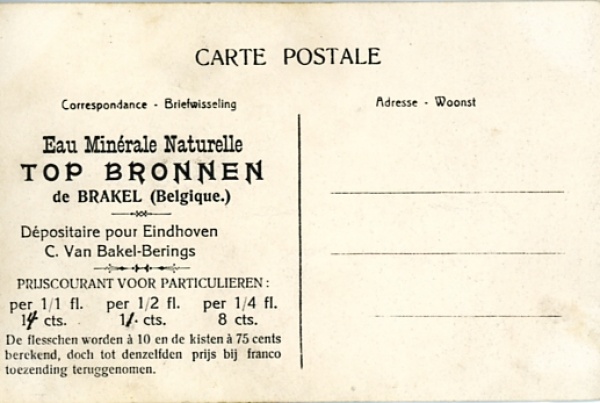 CARTE POSTALE
Correspondance - Briefwisseling
Adresse - Woonst
Eau Minérale Naturelle
TOP BRONNEN
de BRAKEL (Belgique.)
Dépositaire pour Eindhoven
C. Van Bakel-Berings
PRIJSCOURANT VOOR PARTICULIEREN :
per 1/1 fl. per 1/2 fl. per 1/4 fl.
14 cts. cts. 8 cts.
De flesschen worden à 10 en de kisten à 75 cents
berekend, doch tot denzelfden prijs bij franco
toezending teruggenomen.